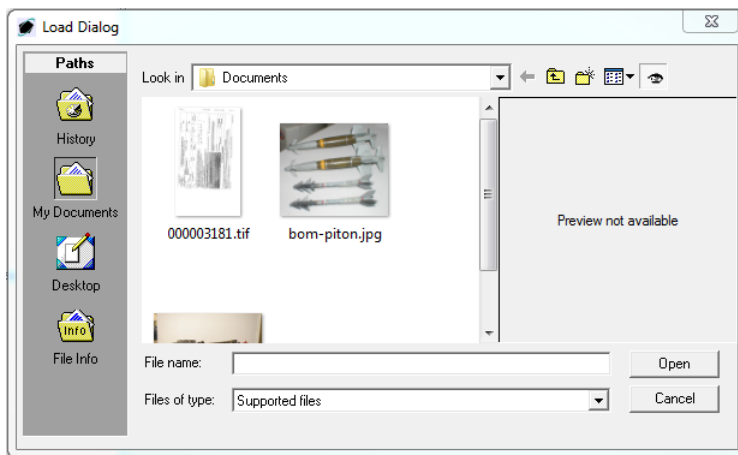 Load Dialog
Paths
History
My Documents
Desktop
Info
File Info
Look in
Documents
000003181.tif
bom-piton.jpg
Preview not available
File name:
Open
Files of type:
Supported files
Cancel